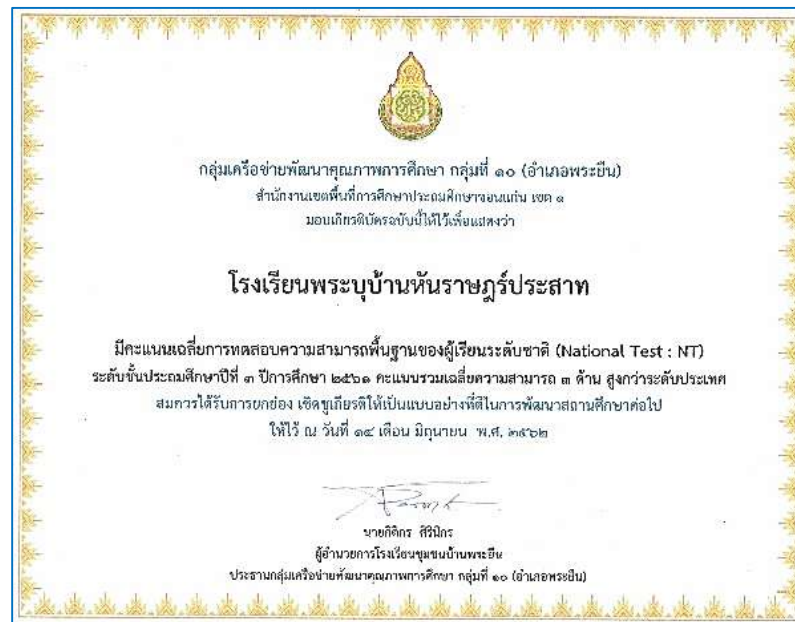 กลุ่มเครือข่ายพัฒนาคุณภาพการศึกษา กลุ่มที่ ๑๐ (อำเภอพระยืน)
สำนักงานเขตพื้นที่การศึกษาประถมศึกษาขอนแก่น เขต ๑
มอบเกียรติบัตรฉบับนี้ให้ไว้เพื่อแสดงว่า
โรงเรียนพระบุบ้านหันราษฎร์ประสาท
มีคะแนนเฉลี่ยการทดสอบความสามารถพื้นฐานของผู้เรียนระดับชาติ (National Test : NT)
ระดับชั้นประถมศึกษาปีที่ ๓ ปีการศึกษา ๒๕๖๑ คะแนนรวมเฉลี่ยความสามารถ ๓ ด้าน สูงกว่าระดับประเทศ
สมควรได้รับการยกย่อง เชิดชูเกียรติให้เป็นแบบอย่างที่ดีในการพัฒนาสถานศึกษาต่อไป
ให้ไว้ ณ วันที่ ๑๔ เดือน มิถุนายน พ.ศ. ๒๕๖๒
นายกิติกร ศิรินิกร
ผู้อำนวยการโรงเรียนชุมชนบ้านพระยืน
ประธานกลุ่มเครือข่ายพัฒนาคุณภาพการศึกษา กลุ่มที่ ๑๐ (อำเภอพระยืน)